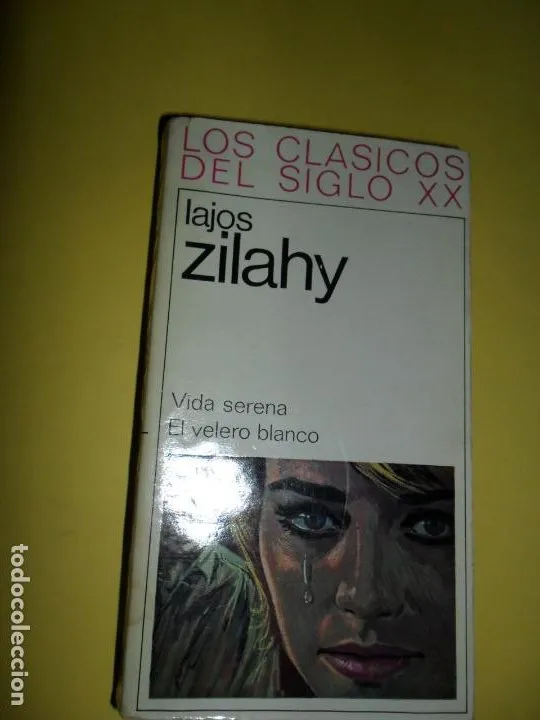 LOS CLASICOS
DEL SIGLO XX
lajos
zilahy
Vida serena
El velero blanco
todocoleccion